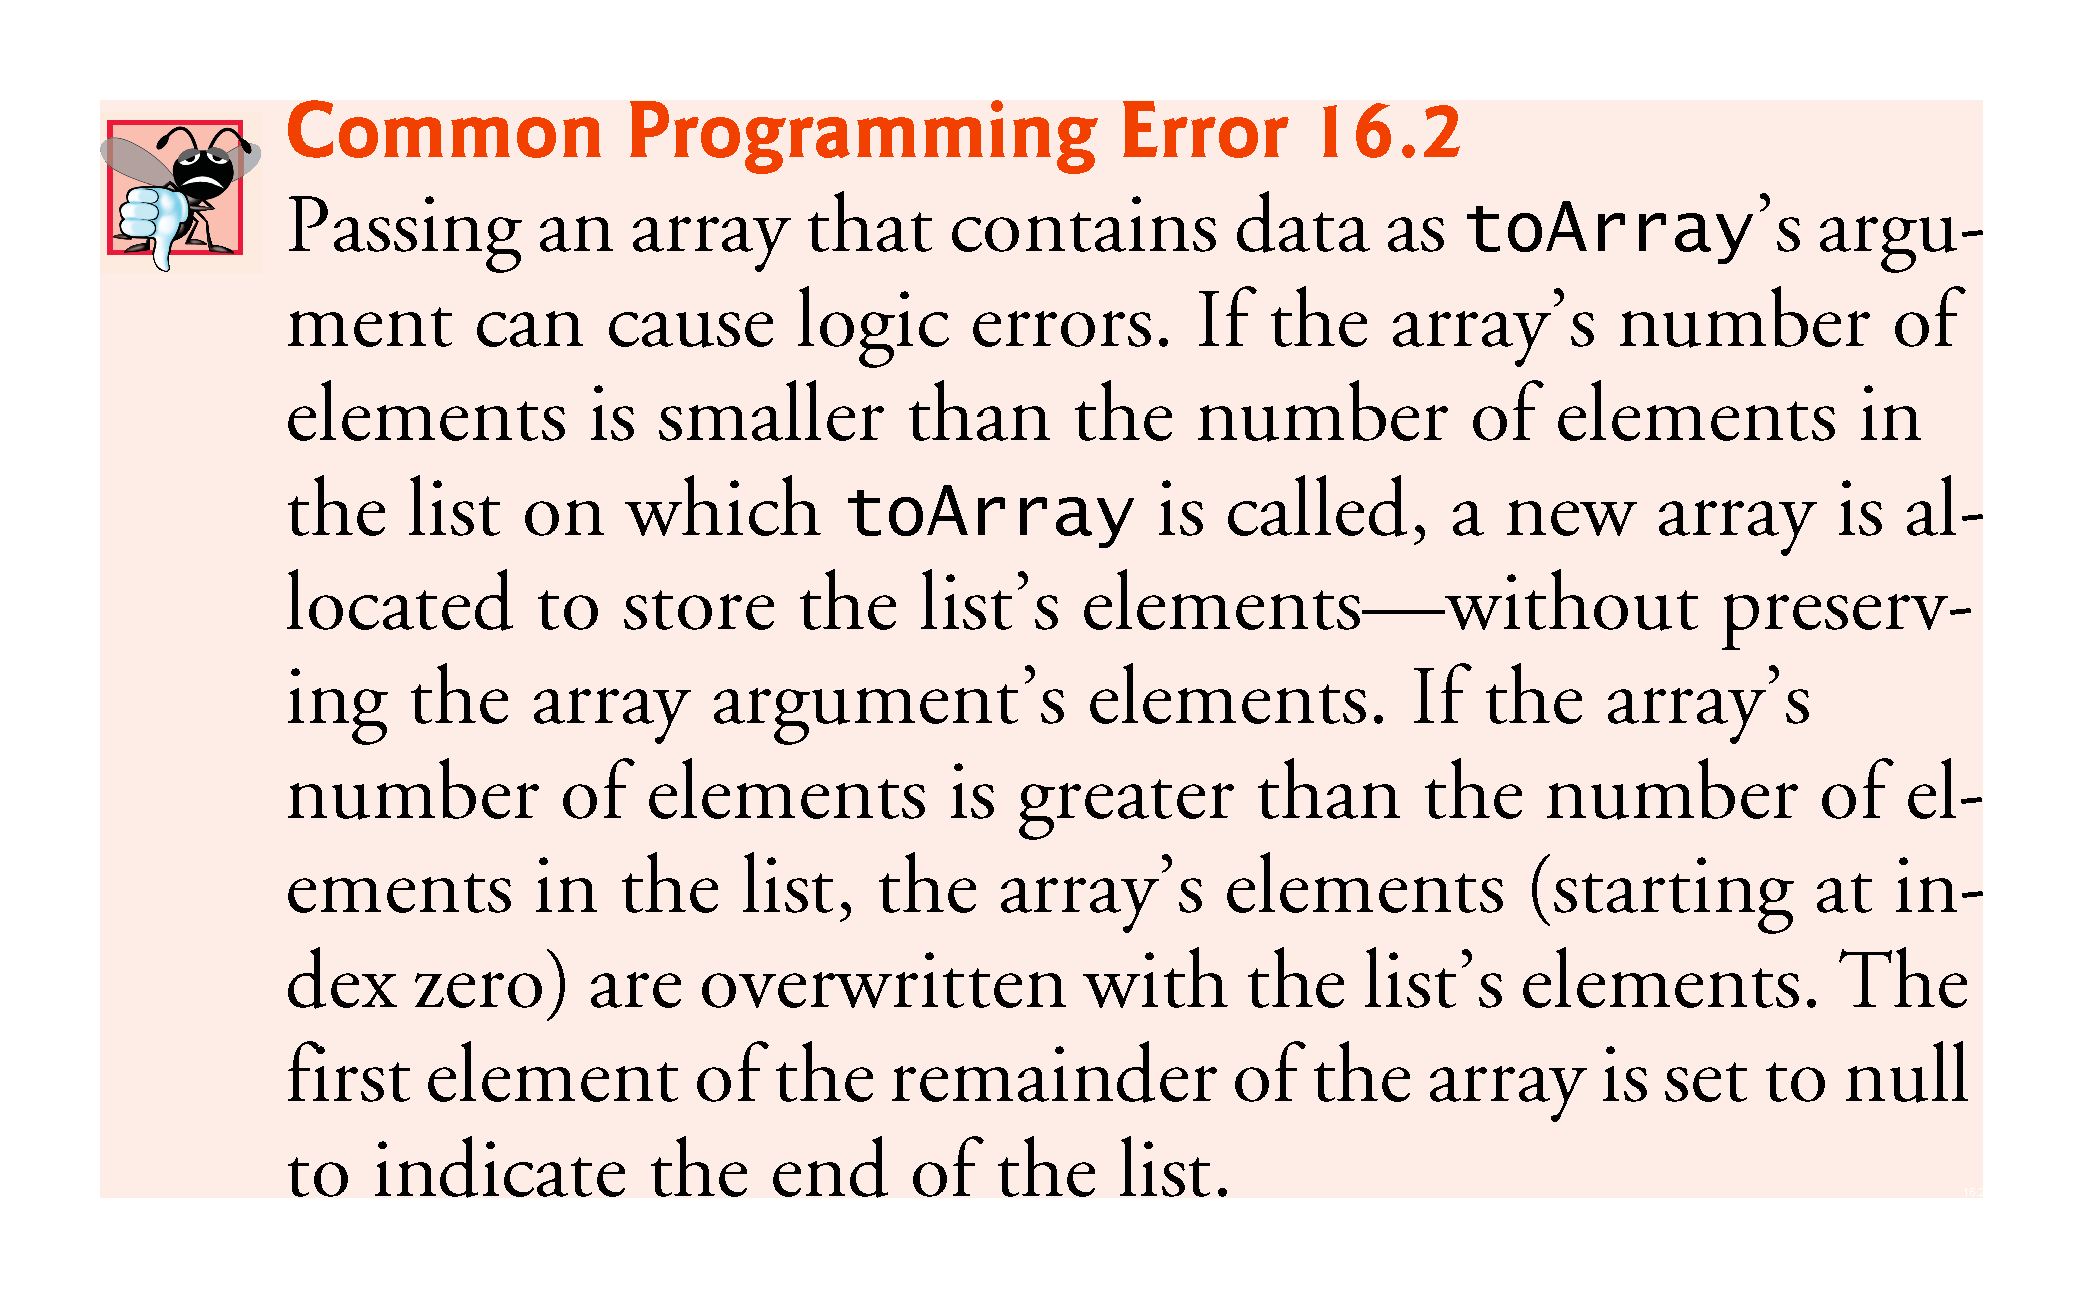 Common Programming Error 16.2
Passing an array that contains data as toArray’s argu-
ment can cause logic errors. If the array’s number of
elements is smaller than the number of elements in
the list on which toArray is called, a new array is al-
located to store the list’s elements—without preserv-
ing the array argument’s elements. If the array’s
number of elements is greater than the number of el-
ements in the list, the array’s elements (starting at in-
dex zero) are overwritten with the list’s elements. The
first element of the remainder of the array is set to null
to indicate the end of the list.